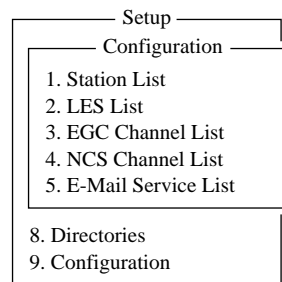 Setup
Configuration
1. Station List
2. LES List
3. EGC Channel List
4. NCS Channel List
5. E-Mail Service List
8. Directories
9. Configuration